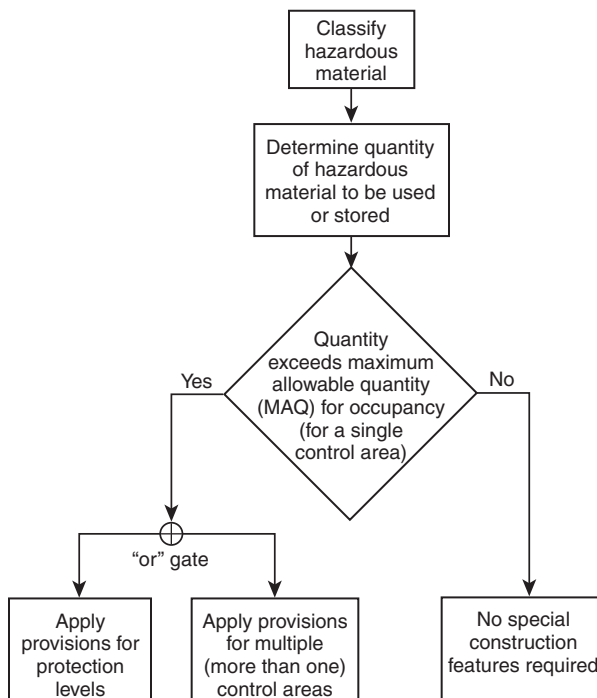 Classify
hazardous
material
Determine quantity
of hazardous
material to be used
or stored
Quantity
exceeds maximum
allowable quantity
(MAQ) for occupancy
(for a single
control area)
Yes
No
“or” gate
Apply
provisions for
protection
levels
Apply provisions
for multiple
(more than one)
control areas
No special
construction
features required